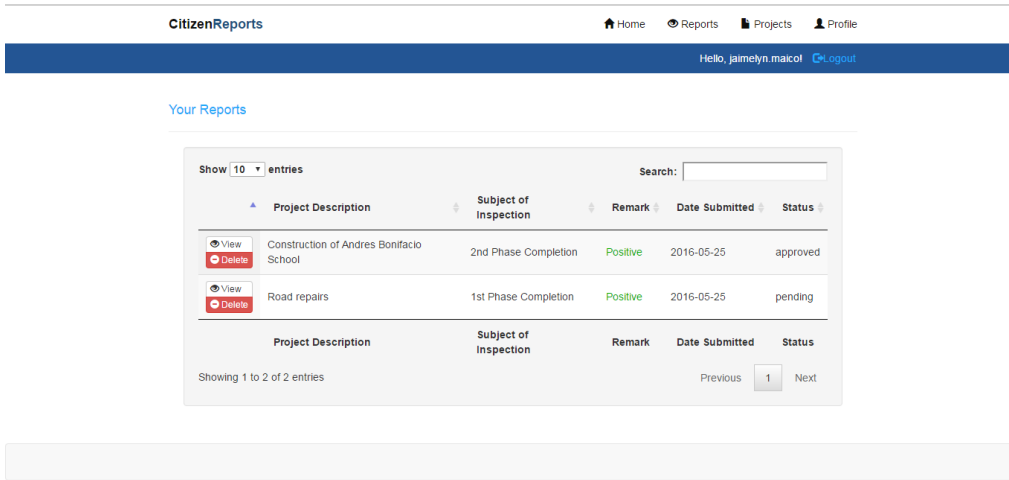 CitizenReports Home Reports Projects Profile
Hello, jaimelyn.maico! Logout
Your Reports
Show 10 entries Search:
Project Description Subject of Inspection Remark Date Submitted Status
View Delete Construction of Andres Bonifacio School 2nd Phase Completion Positive 2016-05-25 approved
View Delete Road repairs 1st Phase Completion Positive 2016-05-25 pending
Project Description Subject of Inspection Remark Date Submitted Status
Showing 1 to 2 of 2 entries Previous 1 Next